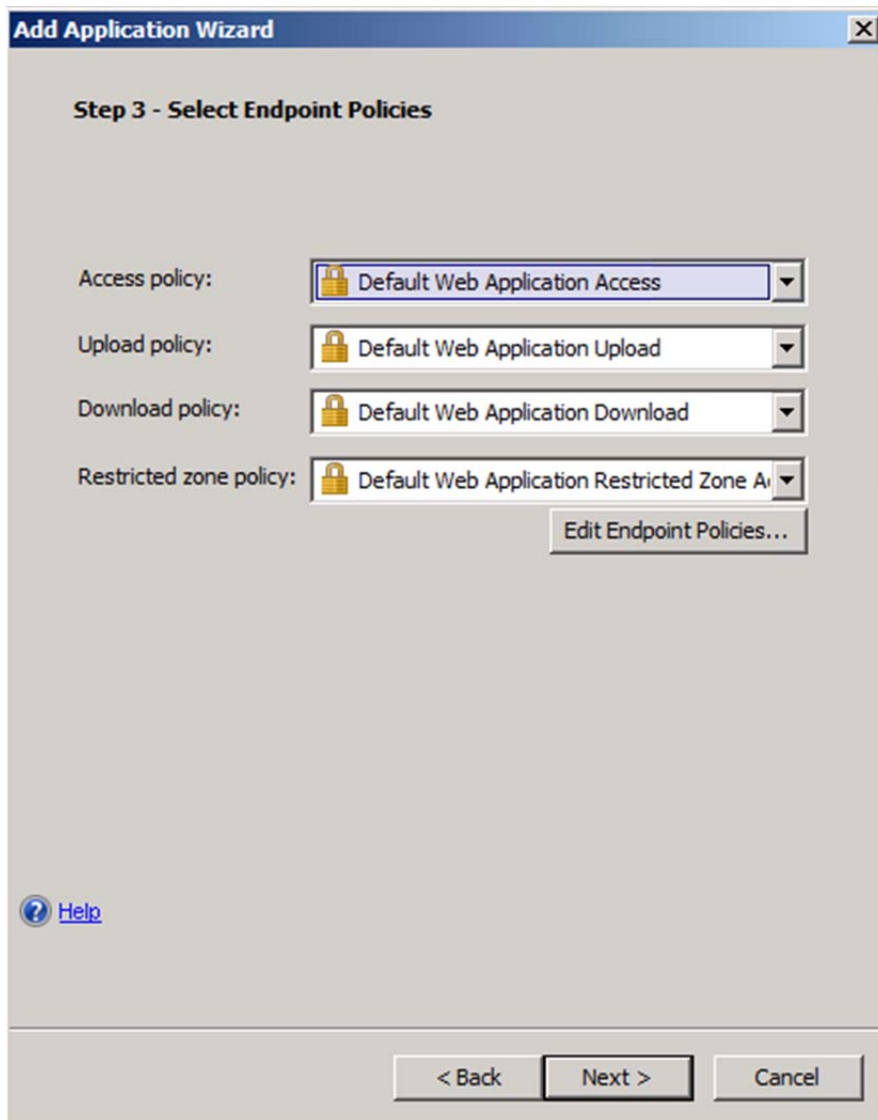 Add Application Wizard
Step 3 - Select Endpoint Policies
Access policy: Default Web Application Access
Upload policy: Default Web Application Upload
Download policy: Default Web Application Download
Restricted zone policy: Default Web Application Restricted Zone
Edit Endpoint Policies...
Help
< Back Next > Cancel